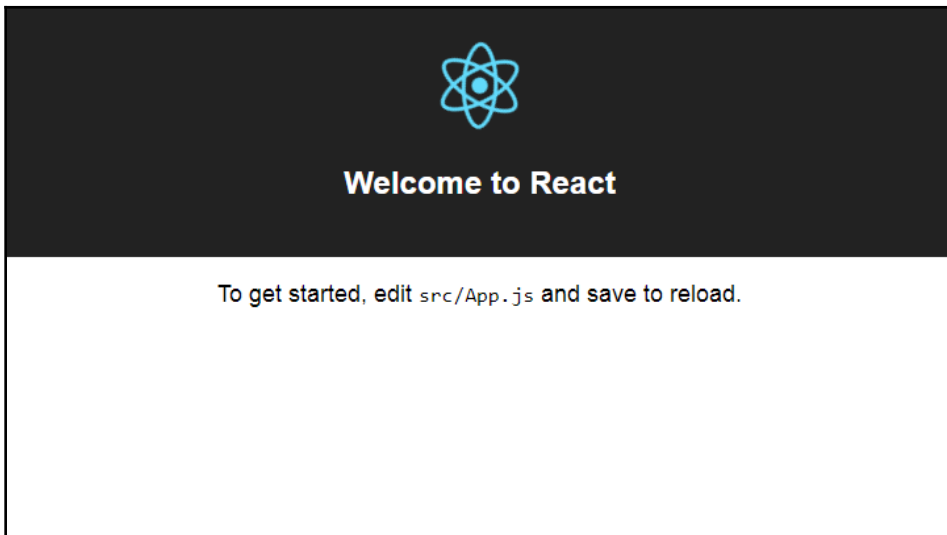 Welcome to React
To get started, edit src/App.js and save to reload.